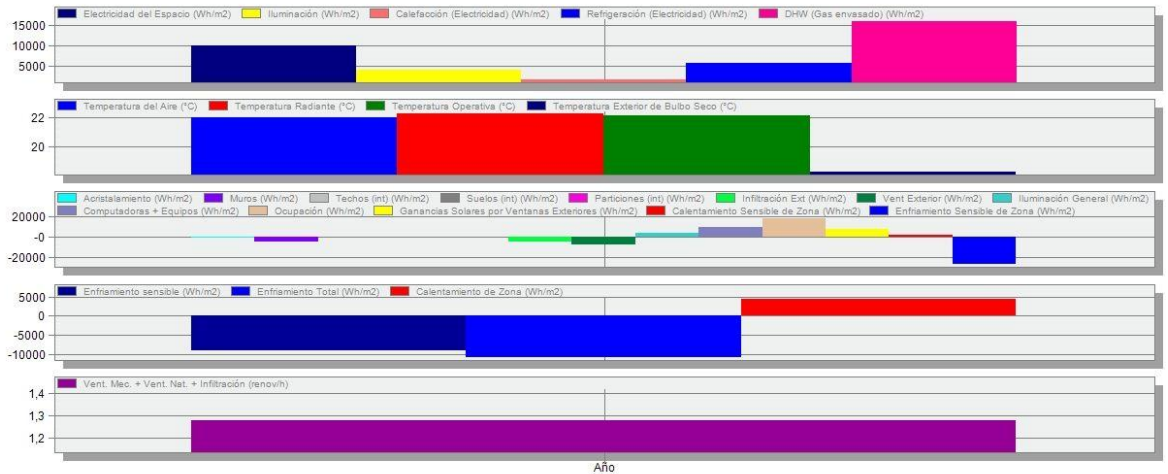 Electricidad del Espacio (Wh/m2) Iluminación (Wh/m2) Calefacción (Electricidad) (Wh/m2) Refrigeración (Electricidad) (Wh/m2) DHW (Gas envasado) (Wh/m2)
15000
10000
5000
Temperatura del Aire (°C) Temperatura Radiante (°C) Temperatura Operativa (°C) Temperatura Exterior de Bulbo Seco (°C)
22
20
Acristalamiento (Wh/m2) Muros (Wh/m2) Techos (int) (Wh/m2) Suelos (int) (Wh/m2) Particiones (int) (Wh/m2) Infiltración Ext (Wh/m2) Vent Exterior (Wh/m2) Iluminación General (Wh/m2)
Computadoras + Equipos (Wh/m2) Ocupación (Wh/m2) Ganancias Solares por Ventanas Exteriores (Wh/m2) Calentamiento Sensible de Zona (Wh/m2) Enfriamiento Sensible de Zona (Wh/m2)
20000
-0
-20000
Enfriamiento sensible (Wh/m2) Enfriamiento Total (Wh/m2) Calentamiento de Zona (Wh/m2)
5000
0
-5000
-10000
Vent. Mec. + Vent. Nat. + Infiltración (renov/h)
1,4
1,3
1,2
Año